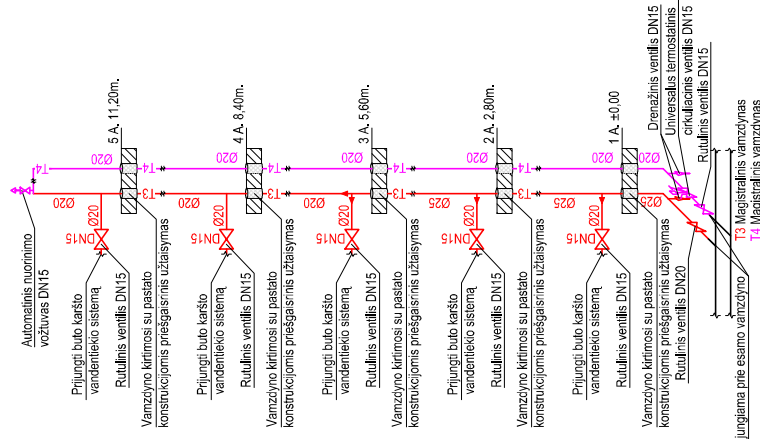 Automatinis nuorinimo
vožtuvas DN15
T4
Ø20
Ø20
5 A. 11,20m.
Ø20
DN15
Prijungti buto karšto
vandentiekio sistemą
Rutulinis ventilis DN15
Vamzdyno kirtimosi su pastato
konstrukcijomis priešgaisrinis užtaisymas
T3
T4
Ø20
Ø20
4 A. 8,40m.
Ø20
DN15
Prijungti buto karšto
vandentiekio sistemą
Rutulinis ventilis DN15
Vamzdyno kirtimosi su pastato
konstrukcijomis priešgaisrinis užtaisymas
T3
T4
Ø20
Ø20
3 A. 5,60m.
Ø20
DN15
Prijungti buto karšto
vandentiekio sistemą
Rutulinis ventilis DN15
Vamzdyno kirtimosi su pastato
konstrukcijomis priešgaisrinis užtaisymas
T3
T4
Ø25
Ø20
2 A. 2,80m.
Ø20
DN15
Prijungti buto karšto
vandentiekio sistemą
Rutulinis ventilis DN15
Vamzdyno kirtimosi su pastato
konstrukcijomis priešgaisrinis užtaisymas
T3
T4
Ø25
Ø20
1 A. ±0,00
Ø20
DN15
Prijungti buto karšto
vandentiekio sistemą
Rutulinis ventilis DN15
Vamzdyno kirtimosi su pastato
konstrukcijomis priešgaisrinis užtaisymas
Ø25
Ø20
Rutulinis ventilis DN20
Drenažinis ventilis DN15
Universalus termostatinis
cirkuliacinis ventilis DN15
Rutulinis ventilis DN15
T3 Magistralinis vamzdynas
T4 Magistralinis vamzdynas
jungiama prie esamo vamzdyno